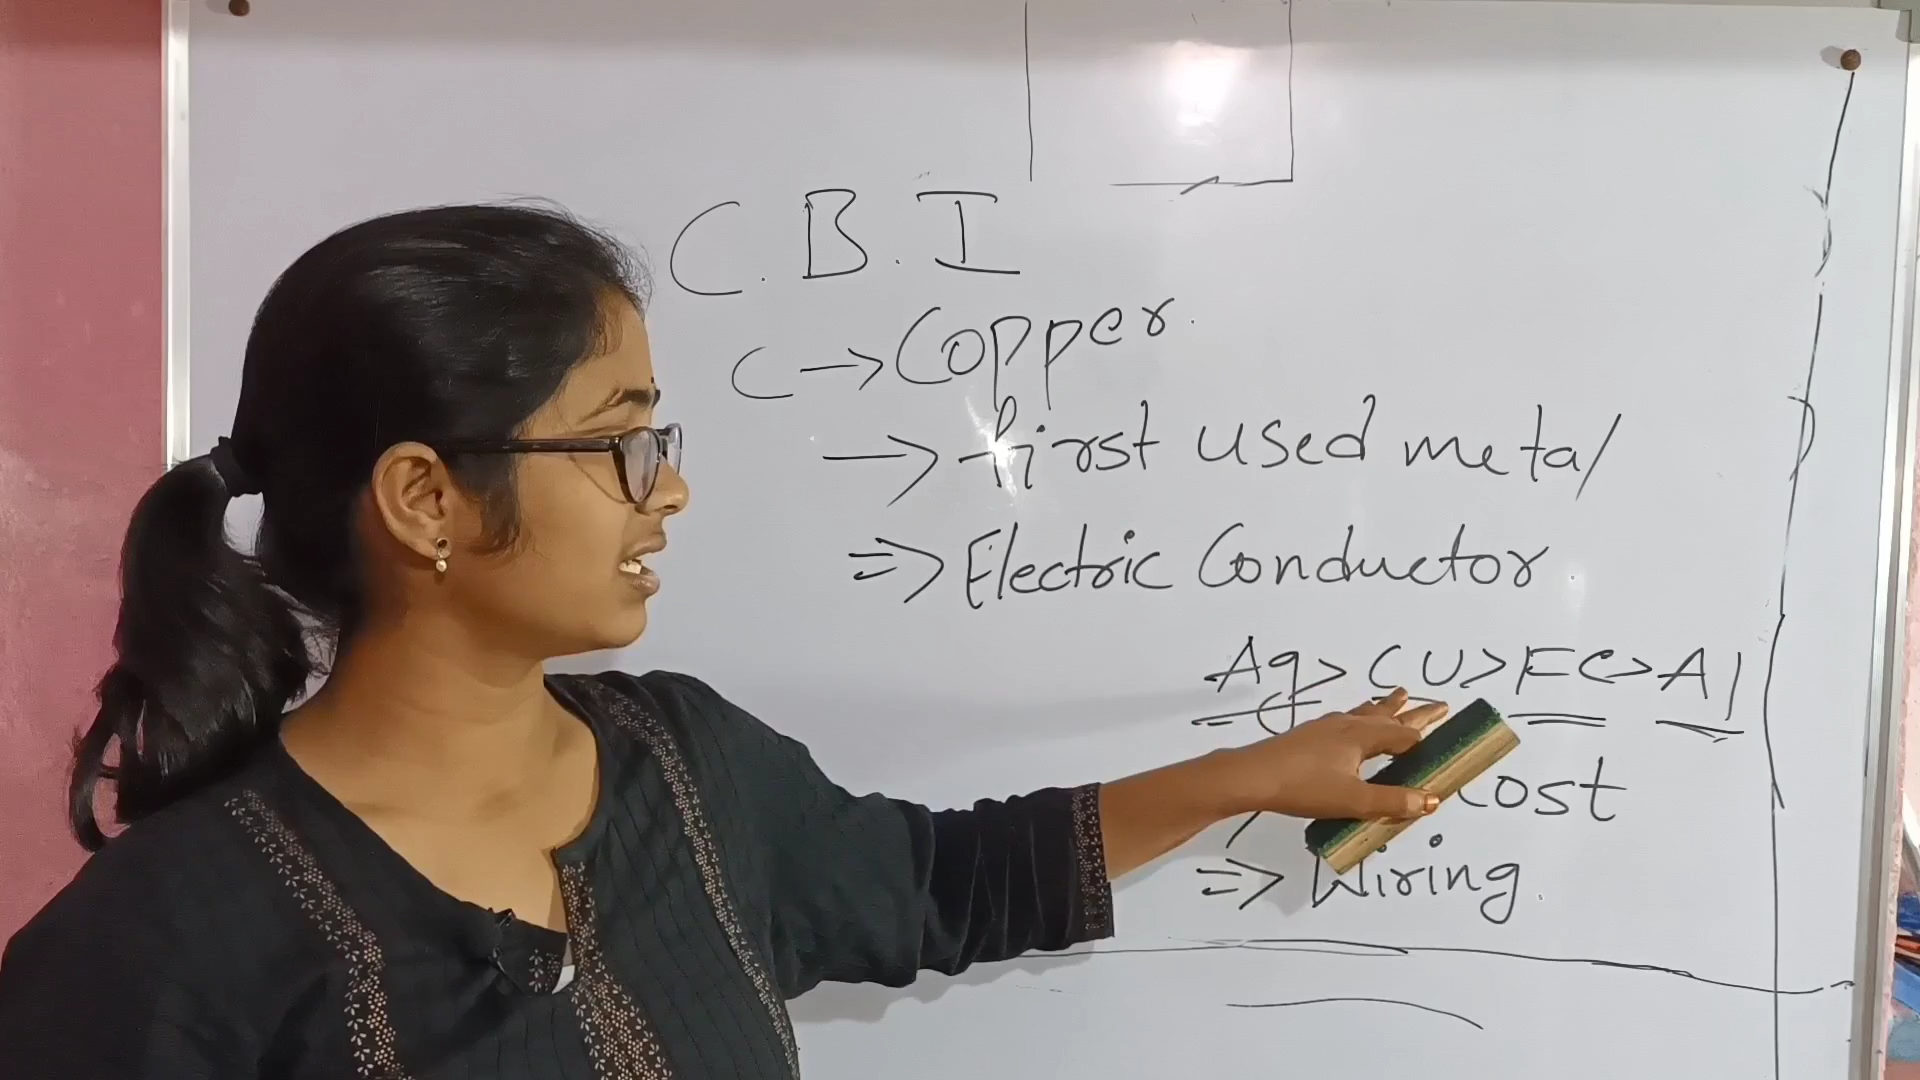 C.B.I
C → Copper.
→ first used metal
⇒ Electric Conductor.
Ag > CU > FE > Al
cost
⇒ Wiring.